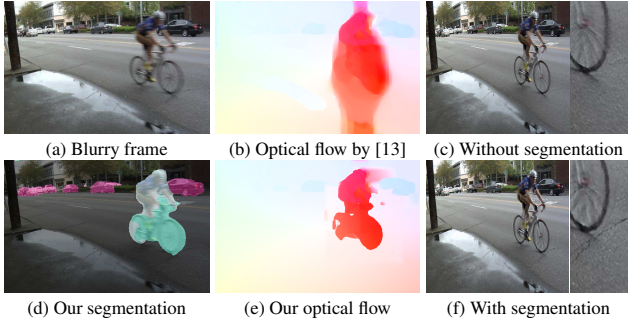 (a) Blurry frame
(b) Optical flow by [13]
(c) Without segmentation
(d) Our segmentation
(e) Our optical flow
(f) With segmentation